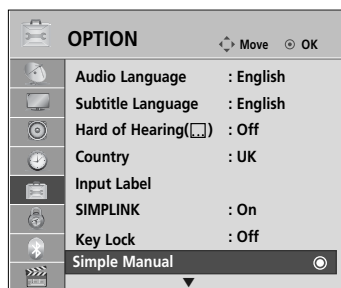 OPTION Move OK
Audio Language : English
Subtitle Language : English
Hard of Hearing( ) : Off
Country : UK
Input Label
SIMPLINK : On
Key Lock : Off
Simple Manual